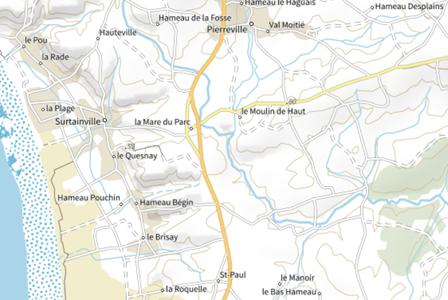 Hameau le Haguais
Hameau Desplains
Hameau de la Fosse
Val Moitié
Pierreville
Hauteville
le Pou
la Rade
la Plage
Surtainville
la Mare du Parc
80
le Moulin de Haut
le Quesnay
Hameau Pouchin
Hameau Bégin
le Brisay
St-Paul
le Manoir
la Roquelle
le Bas Hameau